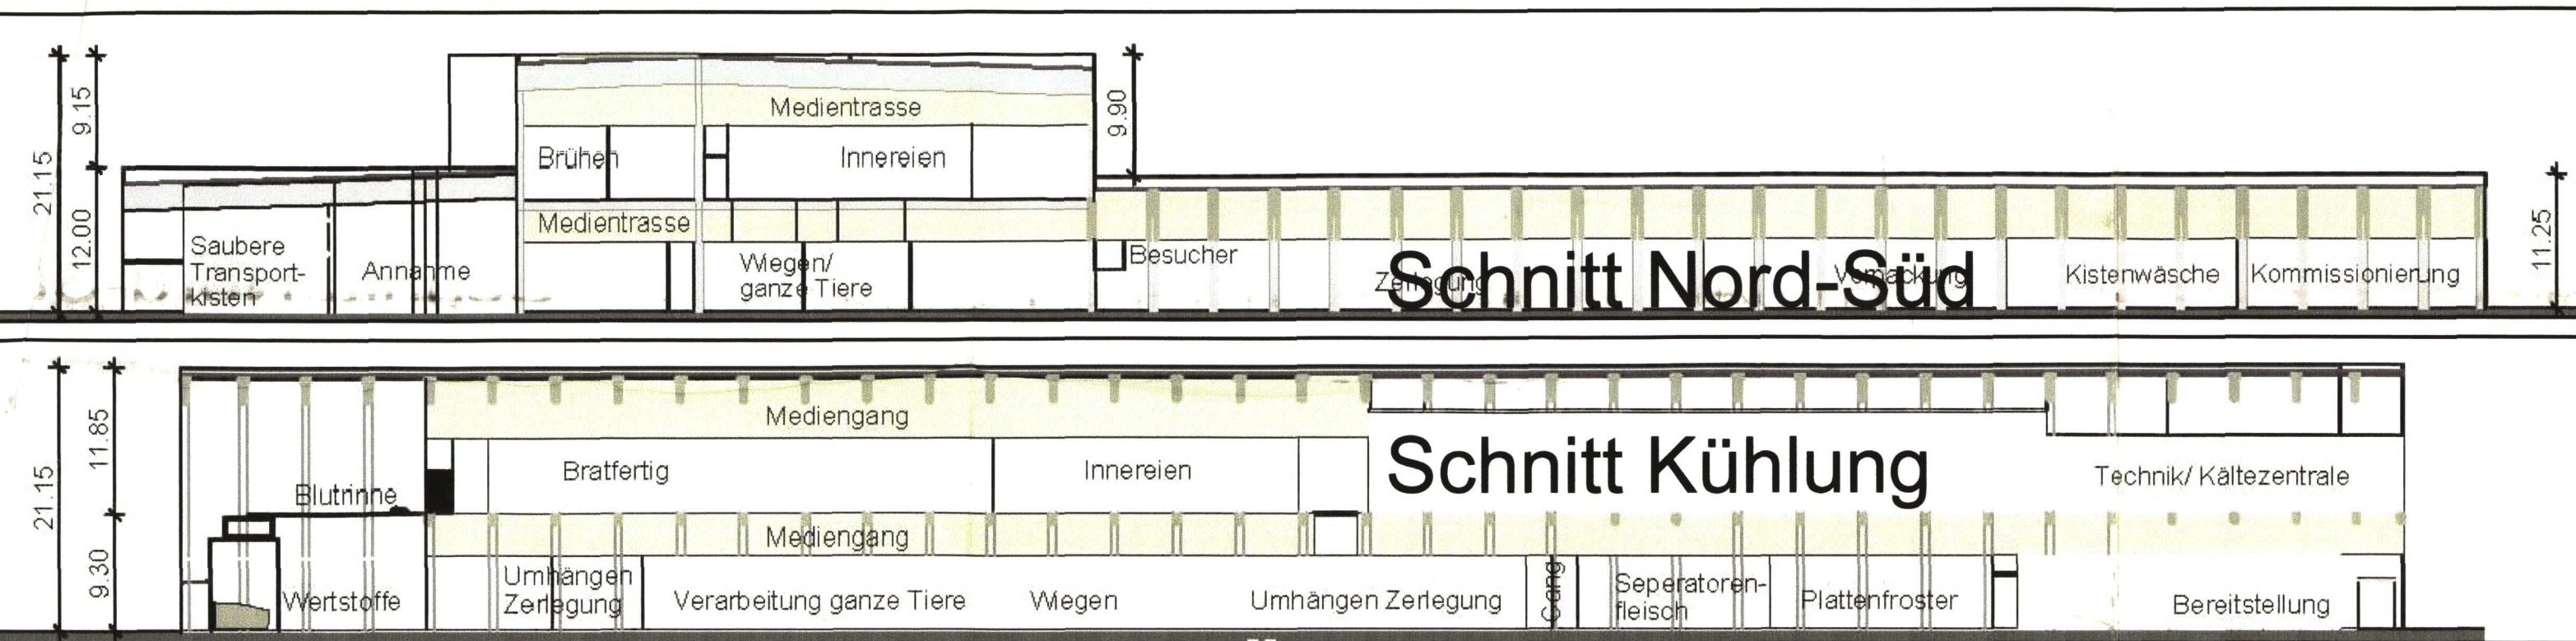 21.15
9.15
12.00
Medientrasse
Brühen
Innereien
Medientrasse
Saubere
Transport-
kisten
Annahme
Wiegen/
ganze Tiere
9.90
Besucher
Zerlegung
Schnitt Nord-Süd
Verpackung
Kistenwäsche
Kommissionierung
11.25
21.15
11.85
9.30
Mediengang
Bratfertig
Innereien
Schnitt Kühlung
Technik/ Kältezentrale
Blutrinne
Mediengang
Wertstoffe
Umhängen
Zerlegung
Verarbeitung ganze Tiere
Wiegen
Umhängen Zerlegung
Gang
Seperatoren-
fleisch
Plattenfroster
Bereitstellung